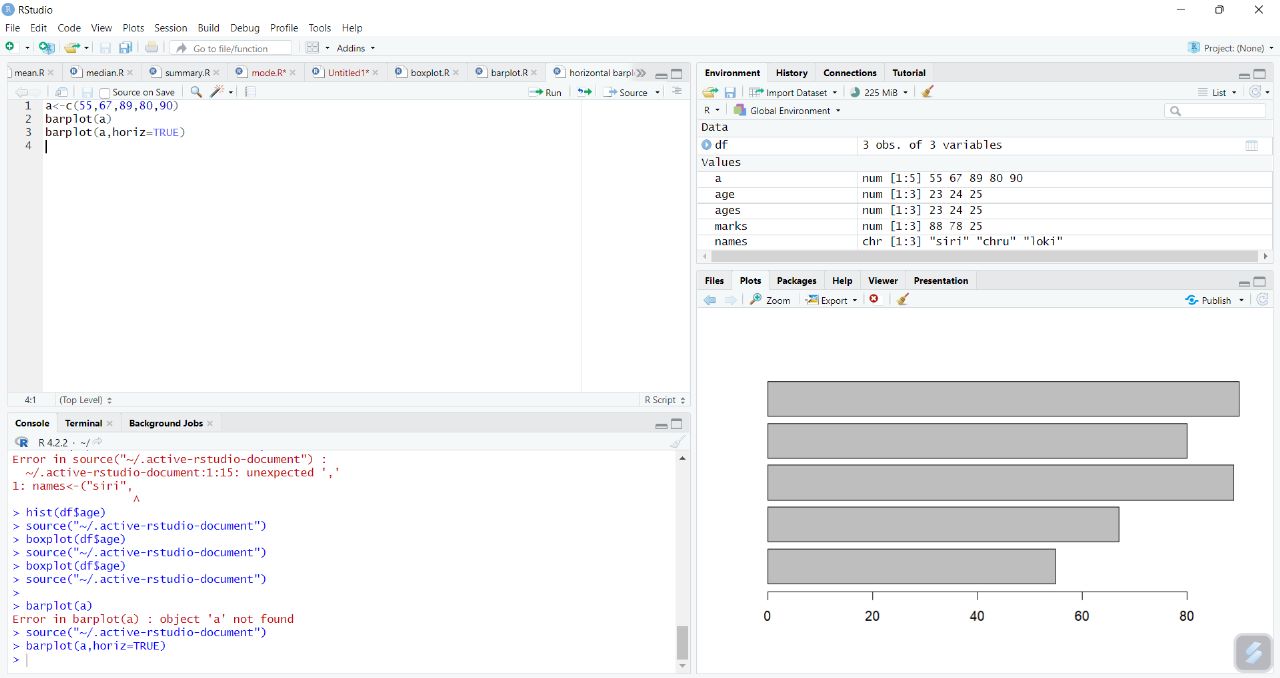 RStudio
File Edit Code View Plots Session Build Debug Profile Tools Help
Go to file/function Addins Project: (None)
mean.R median.R summary.R mode.R* Untitled1* boxplot.R barplot.R horizontal barpl
Source on Save Run Source
1 a<-c(55,67,89,80,90)
2 barplot(a)
3 barplot(a,horiz=TRUE)
4
4:1 (Top Level) R Script
Console Terminal Background Jobs
R 4.2.2 · ~/
Error in source("~/.active-rstudio-document") :
~/.active-rstudio-document:1:15: unexpected ','
1: names<-("siri",
^
> hist(df$age)
> source("~/.active-rstudio-document")
> boxplot(df$age)
> source("~/.active-rstudio-document")
> boxplot(df$age)
> source("~/.active-rstudio-document")
>
> barplot(a)
Error in barplot(a) : object 'a' not found
> source("~/.active-rstudio-document")
> barplot(a,horiz=TRUE)
>
Environment History Connections Tutorial
Import Dataset 225 MiB List
R Global Environment
Data
df 3 obs. of 3 variables
Values
a num [1:5] 55 67 89 80 90
age num [1:3] 23 24 25
ages num [1:3] 23 24 25
marks num [1:3] 88 78 25
names chr [1:3] "siri" "chru" "loki"
Files Plots Packages Help Viewer Presentation
Zoom Export Publish
0 20 40 60 80